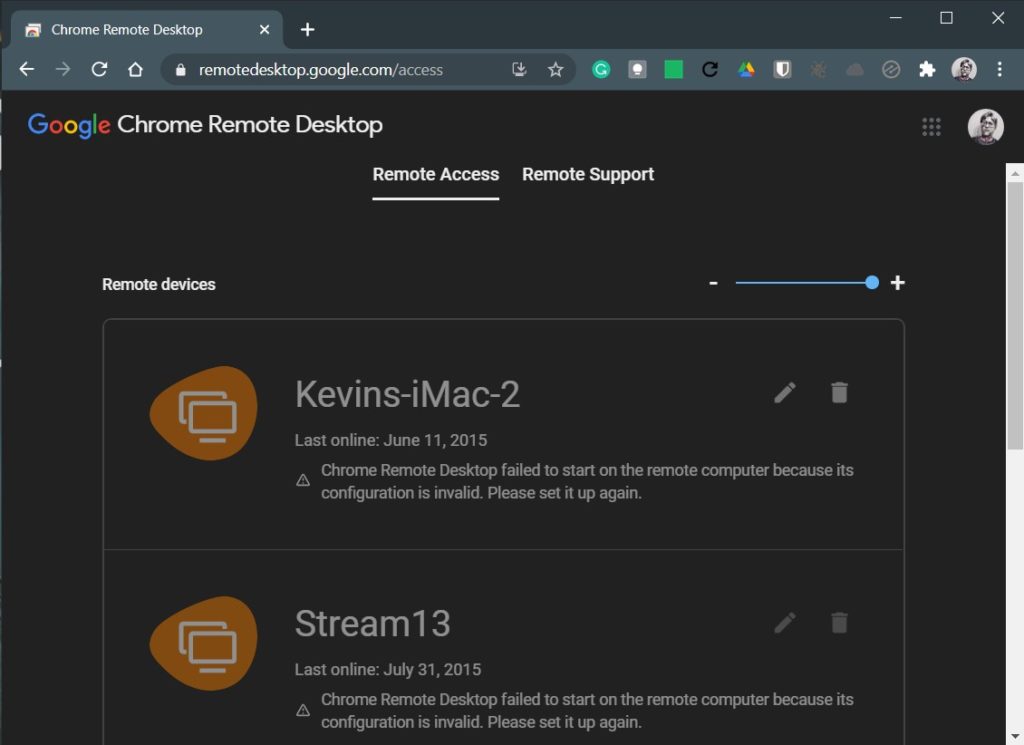 Chrome Remote Desktop
remotedesktop.google.com/access
Google Chrome Remote Desktop
Remote Access Remote Support
Remote devices - +
Kevins-iMac-2
Last online: June 11, 2015
Chrome Remote Desktop failed to start on the remote computer because its
configuration is invalid. Please set it up again.
Stream13
Last online: July 31, 2015
Chrome Remote Desktop failed to start on the remote computer because its
configuration is invalid. Please set it up again.